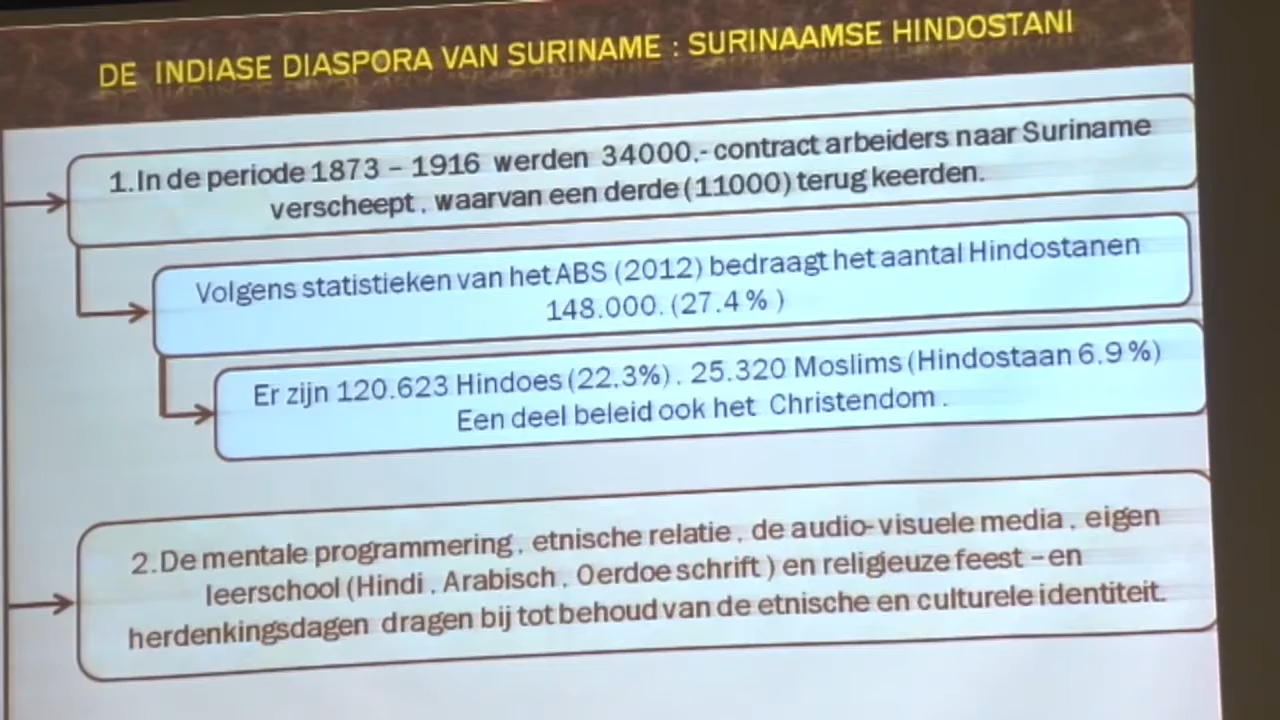 DE INDIASE DIASPORA VAN SURINAME : SURINAAMSE HINDOSTANI
1.In de periode 1873 – 1916 werden 34000.- contract arbeiders naar Suriname
verscheept , waarvan een derde (11000) terug keerden.
Volgens statistieken van het ABS (2012) bedraagt het aantal Hindostanen
148.000. (27.4 % )
Er zijn 120.623 Hindoes (22,3%) , 25.320 Moslims (Hindostaan 6.9 %)
Een deel beleid ook het Christendom .
2.De mentale programmering , etnische relatie , de audio-visuele media , eigen
leerschool (Hindi , Arabisch , Oerdoe schrift ) en religieuze feest – en
herdenkingsdagen dragen bij tot behoud van de etnische en culturele identiteit.